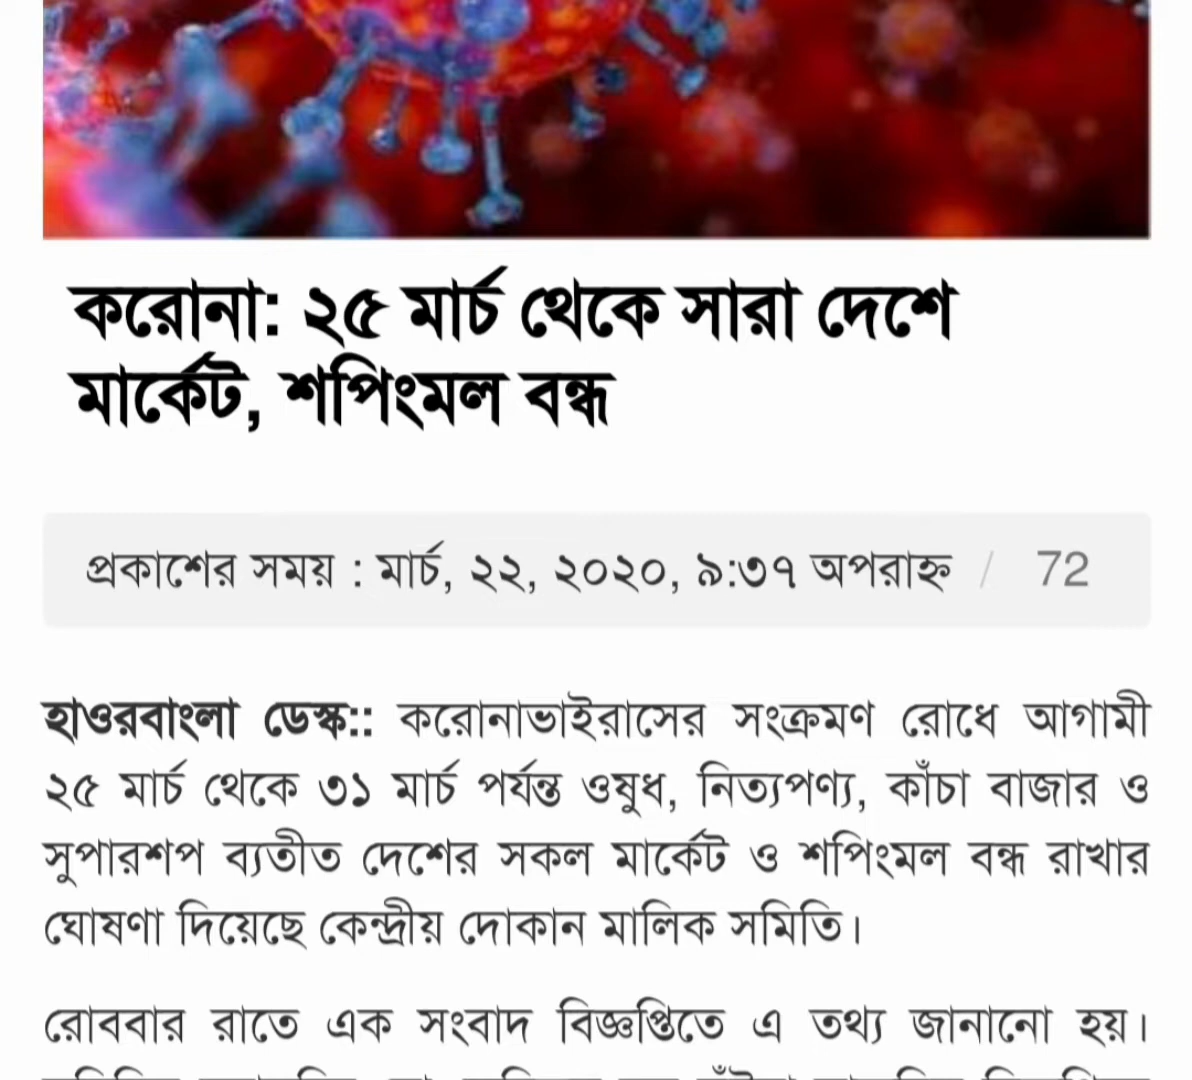 করোনা: ২৫ মার্চ থেকে সারা দেশে
মার্কেট, শপিংমল বন্ধ
প্রকাশের সময় : মার্চ, ২২, ২০২০, ৯:৩৭ অপরাহ্ন / 72
হাওরবাংলা ডেস্ক:: করোনাভাইরাসের সংক্রমণ রোধে আগামী
২৫ মার্চ থেকে ৩১ মার্চ পর্যন্ত ওষুধ, নিত্যপণ্য, কাঁচা বাজার ও
সুপারশপ ব্যতীত দেশের সকল মার্কেট ও শপিংমল বন্ধ রাখার
ঘোষণা দিয়েছে কেন্দ্রীয় দোকান মালিক সমিতি।
রোববার রাতে এক সংবাদ বিজ্ঞপ্তিতে এ তথ্য জানানো হয়।